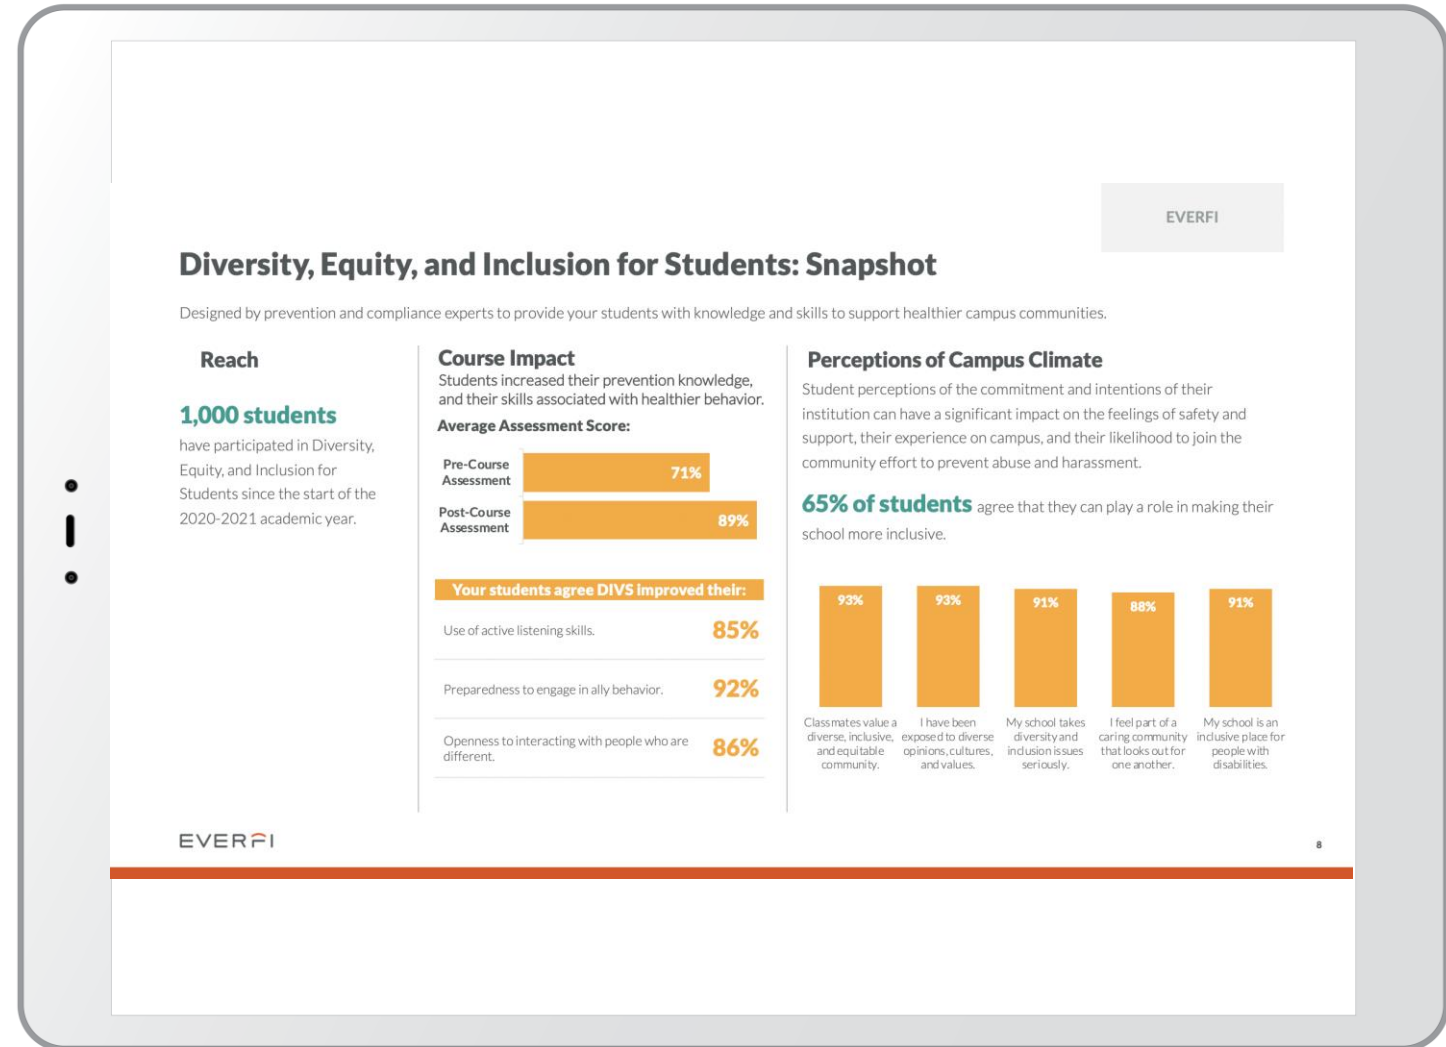 EVERFI
Diversity, Equity, and Inclusion for Students: Snapshot
Designed by prevention and compliance experts to provide your students with knowledge and skills to support healthier campus communities.
Reach
1,000 students
have participated in Diversity,
Equity, and Inclusion for
Students since the start of the
2020-2021 academic year.
Course Impact
Students increased their prevention knowledge,
and their skills associated with healthier behavior.
Average Assessment Score:
Pre-Course
Assessment
71%
Post-Course
Assessment
89%
Your students agree DIVS improved their:
Use of active listening skills.
85%
Preparedness to engage in ally behavior.
92%
Openness to interacting with people who are
different.
86%
Perceptions of Campus Climate
Student perceptions of the commitment and intentions of their
institution can have a significant impact on the feelings of safety and
support, their experience on campus, and their likelihood to join the
community effort to prevent abuse and harassment.
65% of students agree that they can play a role in making their
school more inclusive.
93%
Classmates value a
diverse, inclusive,
and equitable
community.
93%
I have been
exposed to diverse
opinions, cultures,
and values.
91%
My school takes
diversity and
inclusion issues
seriously.
88%
I feel part of a
caring community
that looks out for
one another.
91%
My school is an
inclusive place for
people with
disabilities.
EVERFI
8